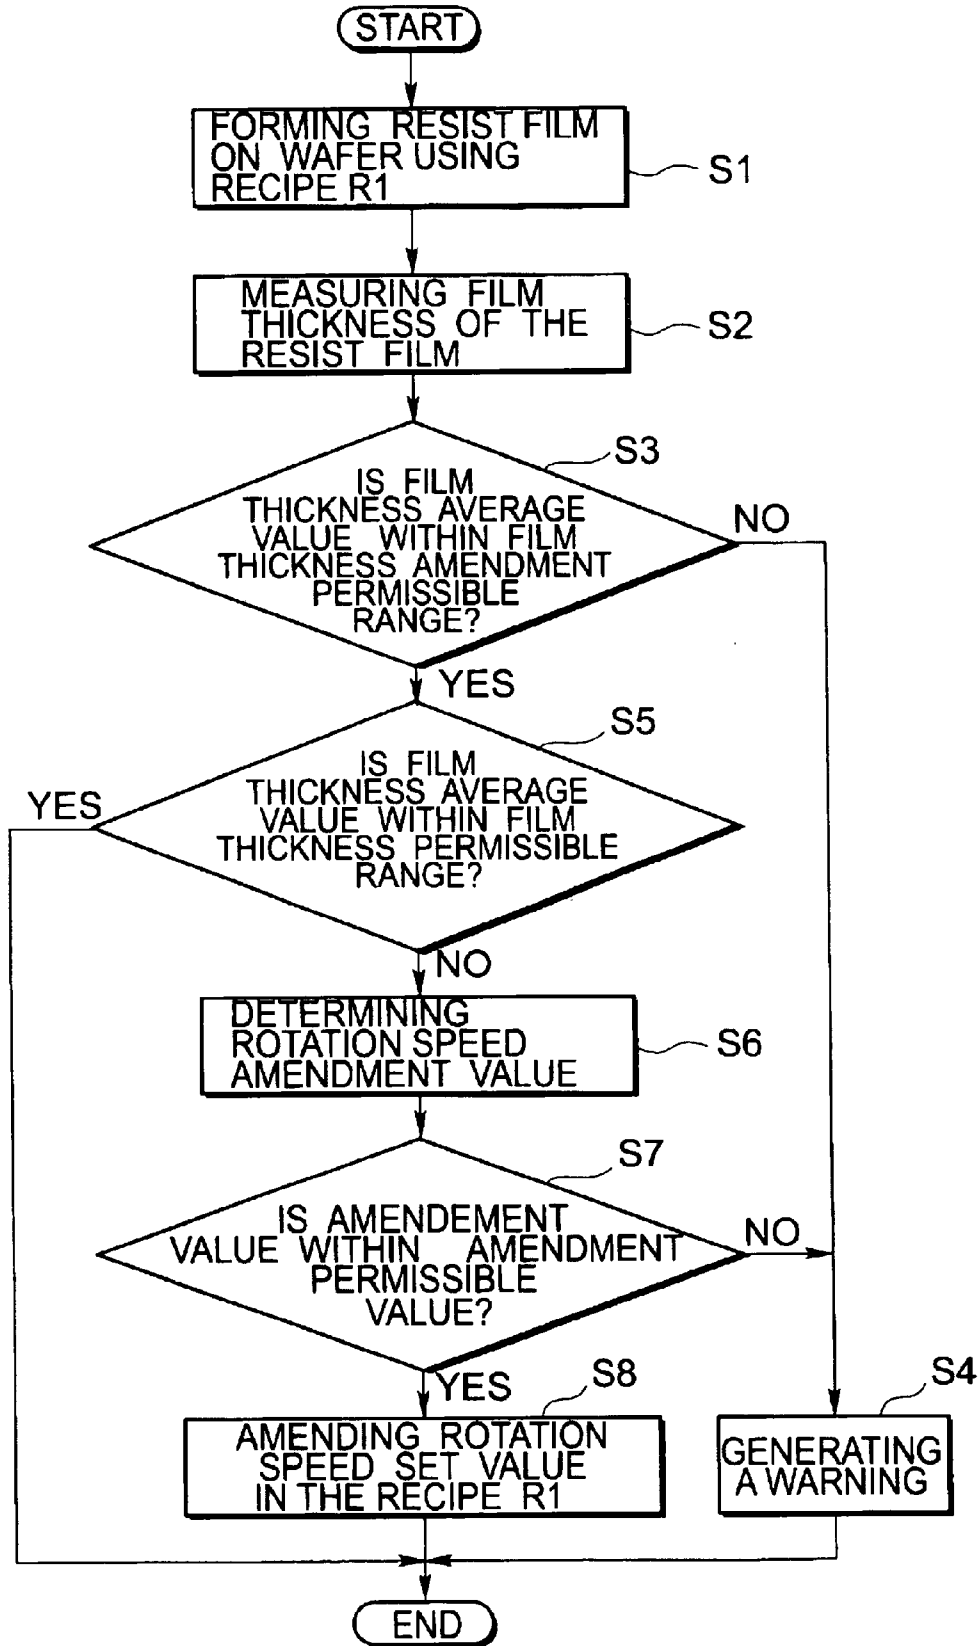 START
FORMING RESIST FILM
ON WAFER USING
RECIPE R1
S1
MEASURING FILM
THICKNESS OF THE
RESIST FILM
S2
S3
IS FILM
THICKNESS AVERAGE
VALUE WITHIN FILM
THICKNESS AMENDMENT
PERMISSIBLE
RANGE?
NO
YES
S5
IS FILM
THICKNESS AVERAGE
VALUE WITHIN FILM
THICKNESS PERMISSIBLE
RANGE?
YES
NO
DETERMINING
ROTATION SPEED
AMENDMENT VALUE
S6
S7
IS AMENDEMENT
VALUE WITHIN AMENDMENT
PERMISSIBLE
VALUE?
NO
YES
S8
AMENDING ROTATION
SPEED SET VALUE
IN THE RECIPE R1
S4
GENERATING
A WARNING
END